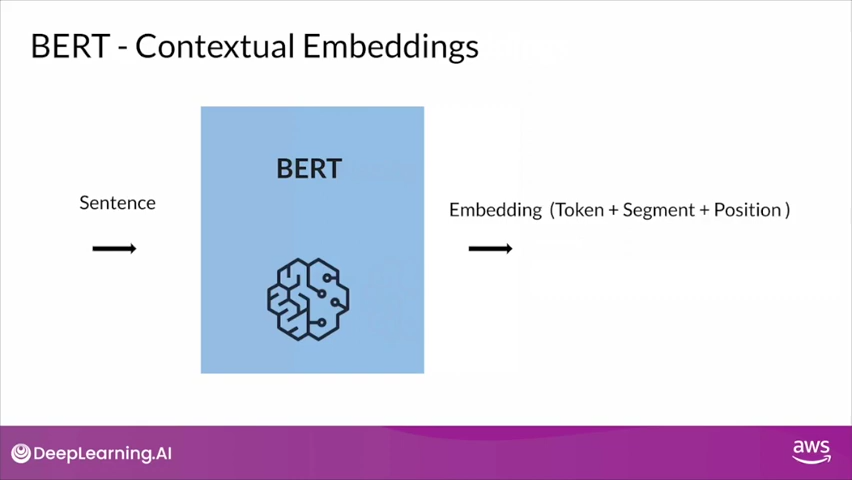 BERT - Contextual Embeddings
BERT
Sentence
Embedding (Token + Segment + Position )
DeepLearning.AI
aws